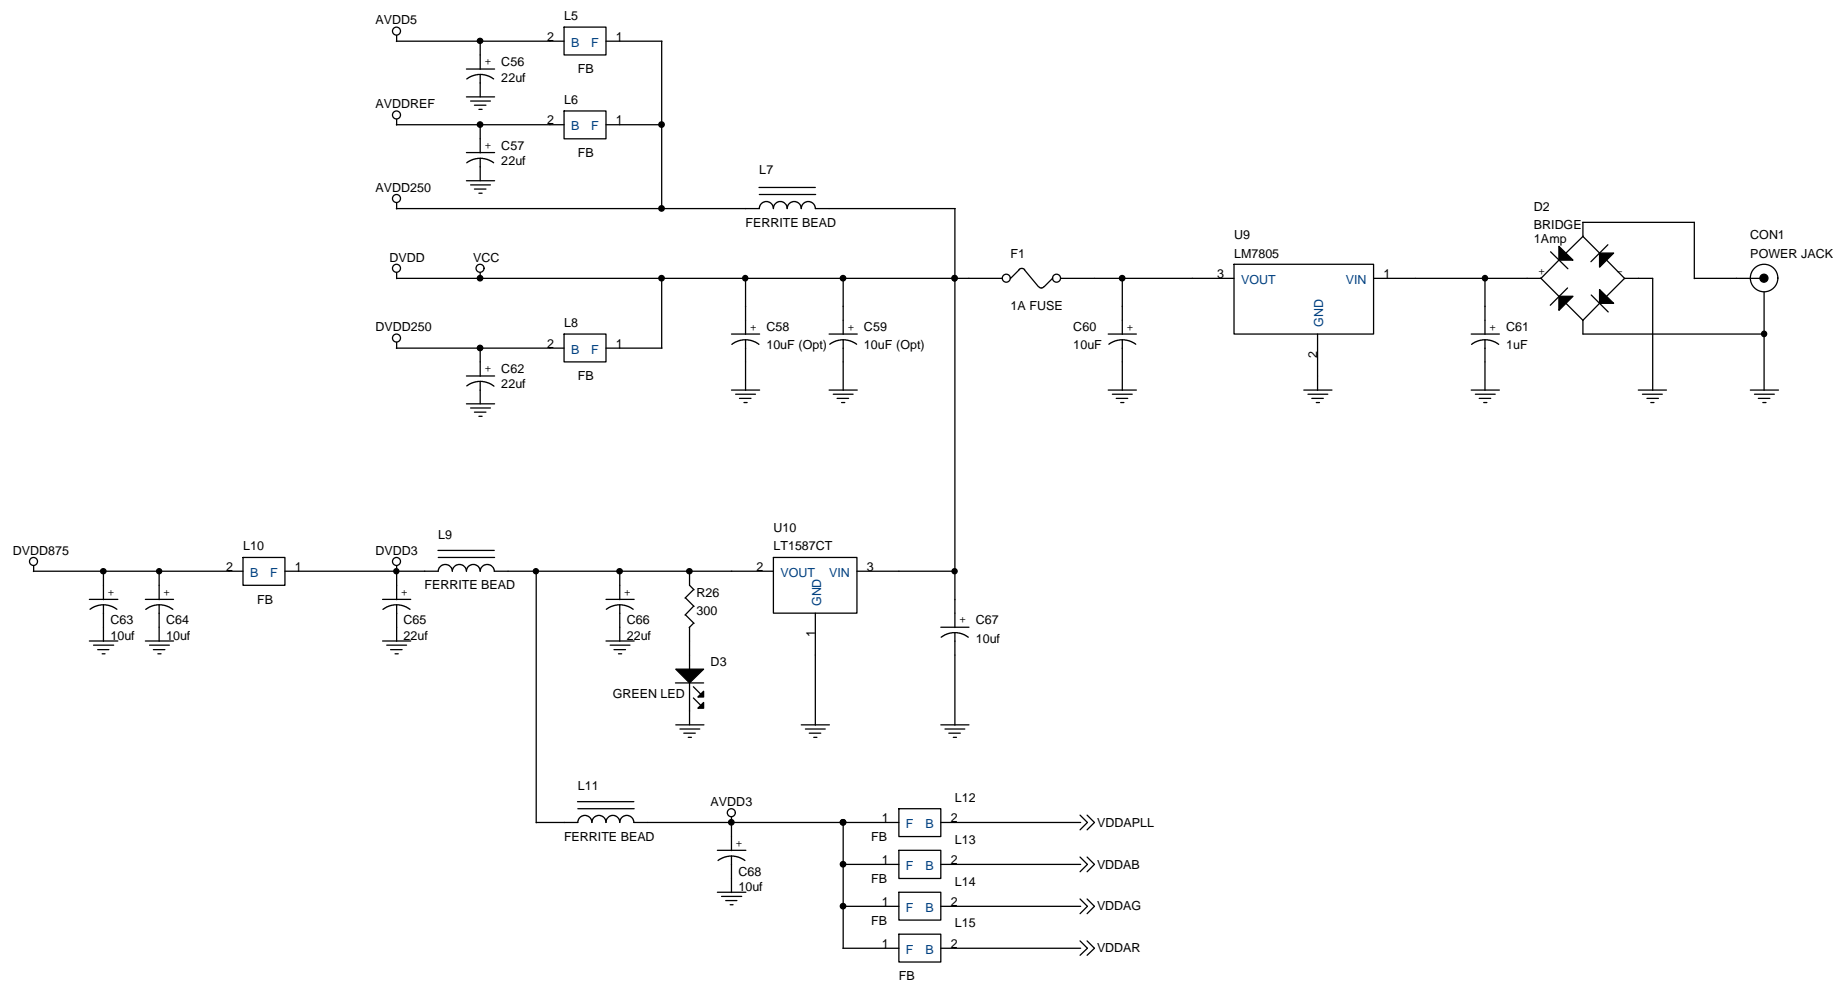 AVDD5
L5
2 B F 1
+ C56
22uf
FB
AVDDREF
L6
2 B F 1
+ C57
22uf
FB
AVDD250
L7
FERRITE BEAD
DVDD
VCC
F1
1A FUSE
U9
LM7805
3 VOUT VIN 1
GND
2
D2
BRIDGE
1Amp
+ -
CON1
POWER JACK
DVDD250
L8
2 B F 1
FB
+ C62
22uf
+ C58
10uF (Opt)
+ C59
10uF (Opt)
C60 +
10uF
+ C61
1uF
DVDD875
L10
2 B F 1
FB
+ C63
10uf
+ C64
10uf
DVDD3
L9
FERRITE BEAD
+ C65
22uf
+ C66
22uf
R26
300
D3
GREEN LED
U10
LT1587CT
2 VOUT VIN 3
GND
1
+ C67
10uf
L11
FERRITE BEAD
AVDD3
+ C68
10uf
L12
1 F B 2 VDDAPLL
FB
L13
1 F B 2 VDDAB
FB
L14
1 F B 2 VDDAG
FB
L15
1 F B 2 VDDAR
FB